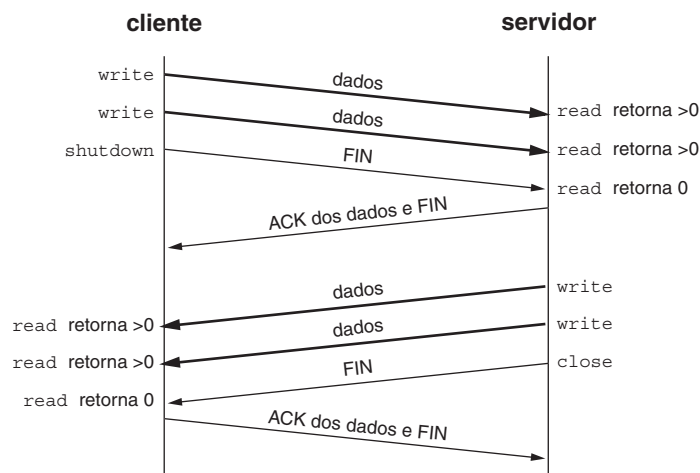 cliente servidor
write dados
write dados read retorna >0
shutdown FIN read retorna >0
read retorna 0
ACK dos dados e FIN
dados write
read retorna >0 dados write
read retorna >0 FIN close
read retorna 0
ACK dos dados e FIN